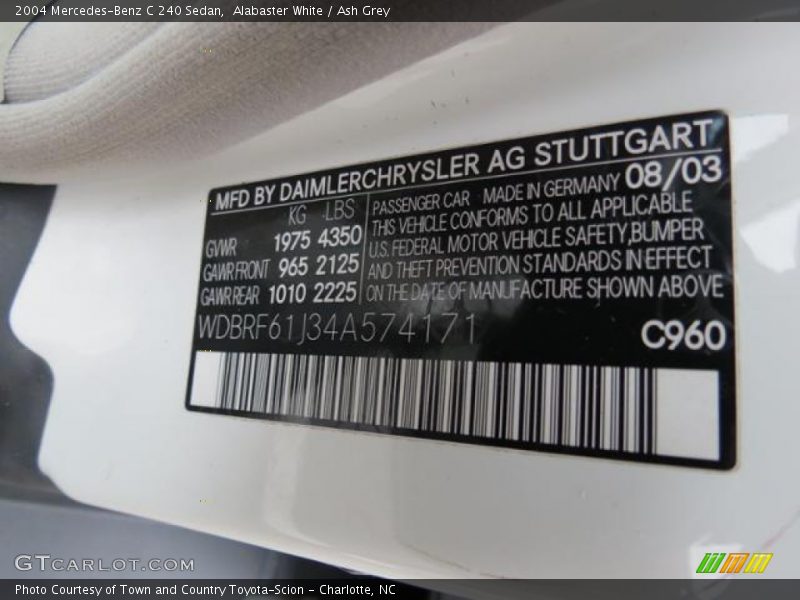 2004 Mercedes-Benz C 240 Sedan,  Alabaster White / Ash Grey
MFD BY DAIMLERCHRYSLER AG STUTTGART
KG LBS
GVWR 1975 4350
GAWR FRONT 965 2125
GAWR REAR 1010 2225
PASSENGER CAR MADE IN GERMANY 08/03
THIS VEHICLE CONFORMS TO ALL APPLICABLE
U.S. FEDERAL MOTOR VEHICLE SAFETY,BUMPER
AND THEFT PREVENTION STANDARDS IN EFFECT
ON THE DATE OF MANUFACTURE SHOWN ABOVE
WDBRF61J34A574171 C960
GTCARLOT.COM
Photo Courtesy of Town and Country Toyota-Scion - Charlotte, NC